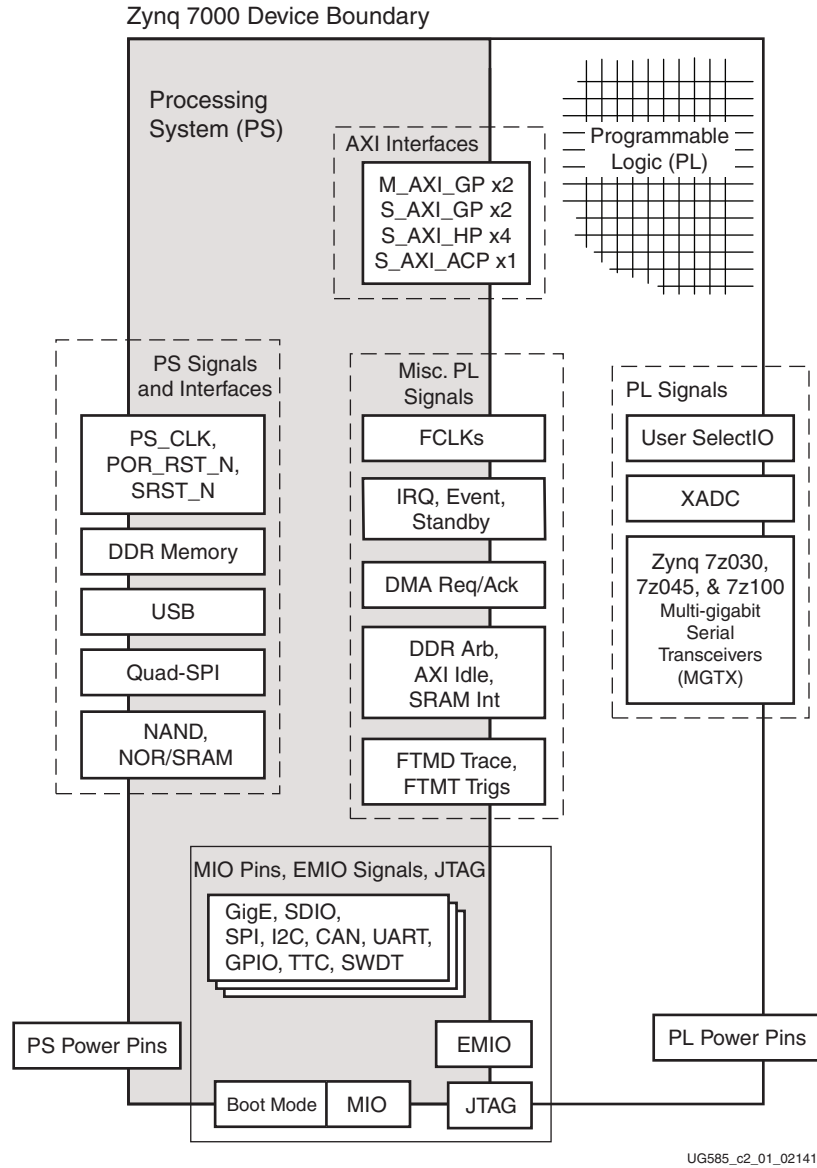 Zynq 7000 Device Boundary
Processing
System (PS)
AXI Interfaces
M_AXI_GP x2
S_AXI_GP x2
S_AXI_HP x4
S_AXI_ACP x1
Programmable
Logic (PL)
PS Signals
and Interfaces
PS_CLK,
POR_RST_N,
SRST_N
DDR Memory
USB
Quad-SPI
NAND,
NOR/SRAM
Misc. PL
Signals
FCLKs
IRQ, Event,
Standby
DMA Req/Ack
DDR Arb,
AXI Idle,
SRAM Int
FTMD Trace,
FTMT Trigs
PL Signals
User SelectIO
XADC
Zynq 7z030,
7z045, & 7z100
Multi-gigabit
Serial
Transceivers
(MGTX)
MIO Pins, EMIO Signals, JTAG
GigE, SDIO,
SPI, I2C, CAN, UART,
GPIO, TTC, SWDT
PS Power Pins
EMIO
PL Power Pins
Boot Mode
MIO
JTAG
UG585_c2_01_02141